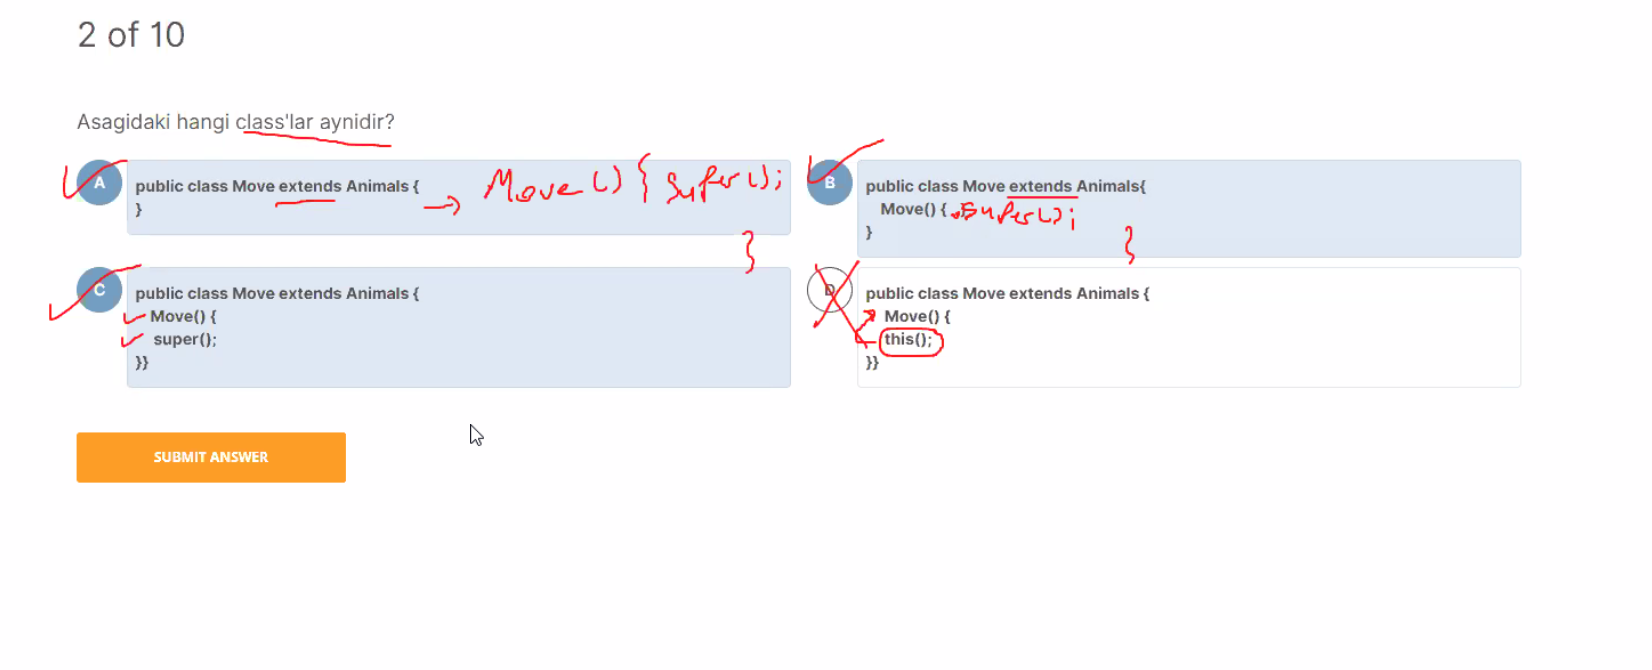 2 of 10
Asagidaki hangi class'lar aynidir?
A
public class Move extends Animals {
}
Move() { super();
}
B
public class Move extends Animals{
Move() { super();
}
}
C
public class Move extends Animals {
Move() {
super();
}}
D
public class Move extends Animals {
Move() {
this();
}}
SUBMIT ANSWER